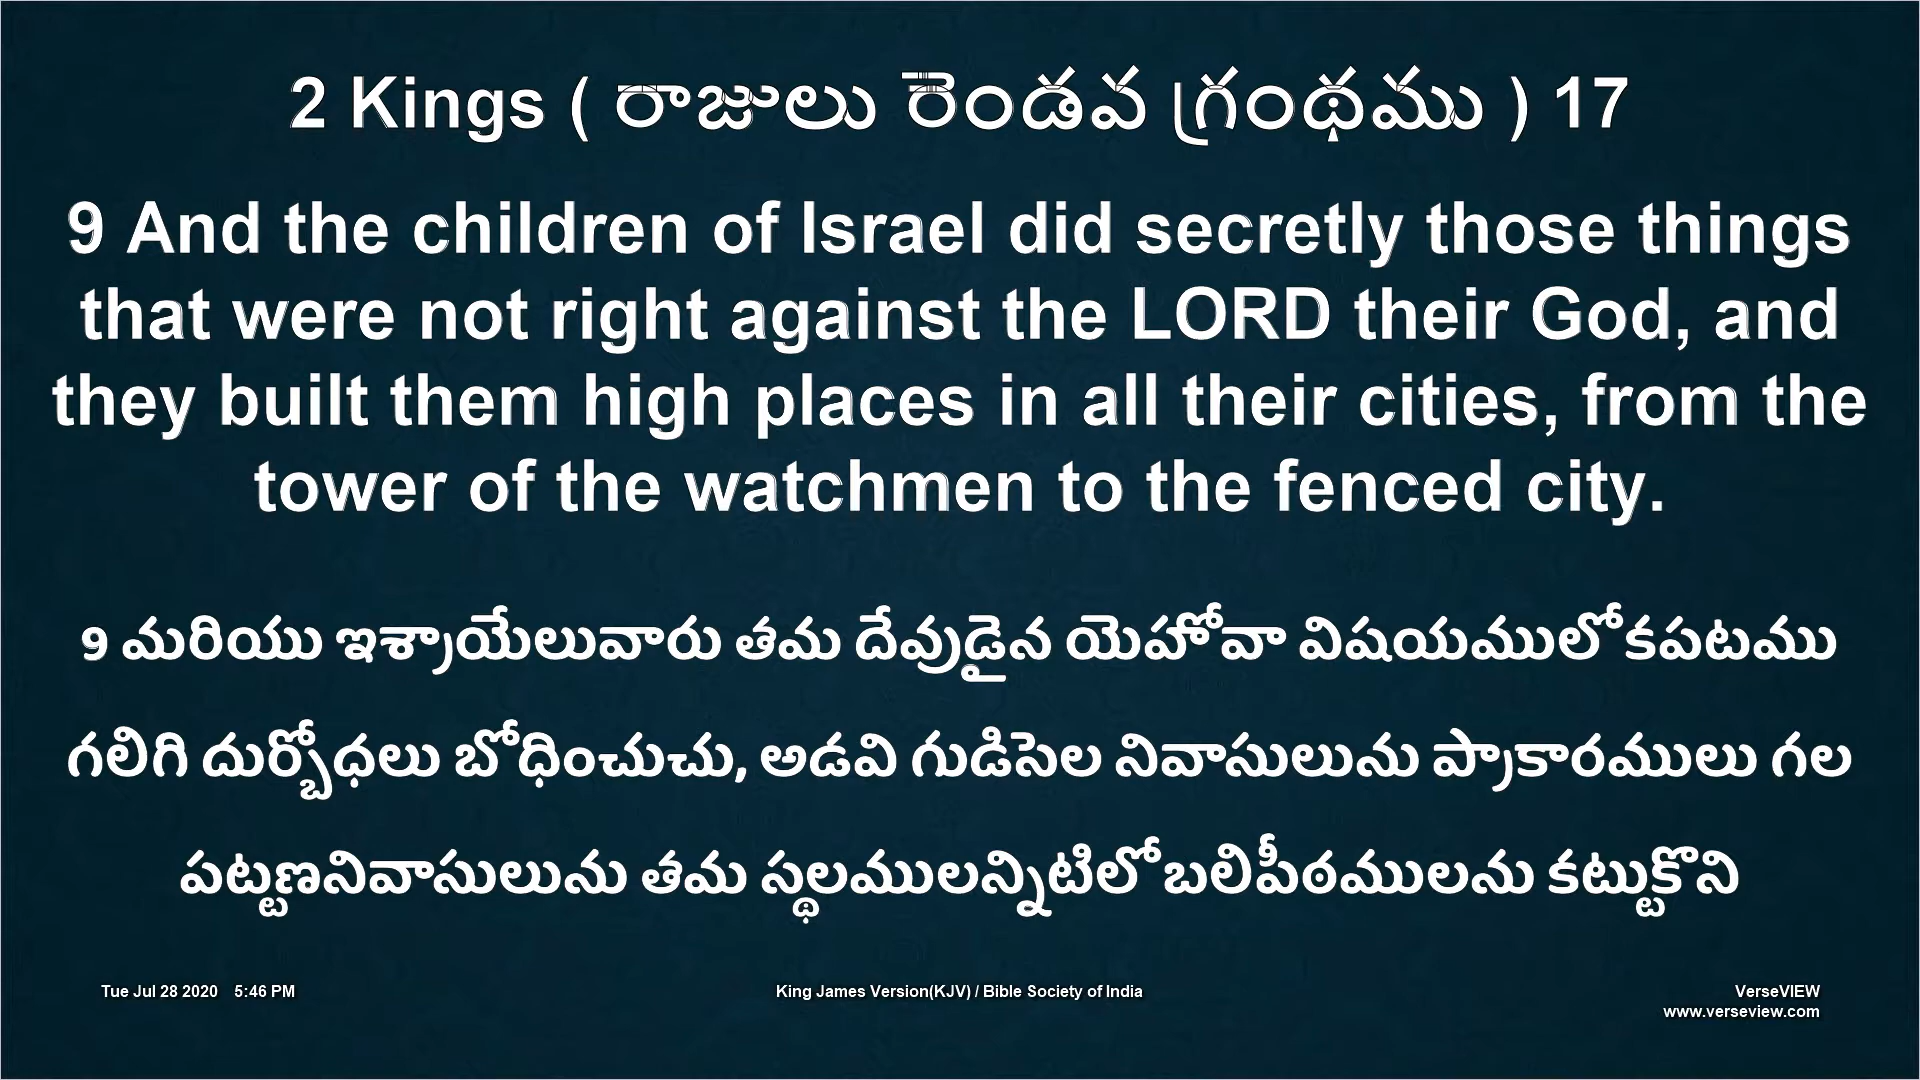 2 Kings ( రాజులు రెండవ గ్రంథము ) 17
9 And the children of Israel did secretly those things
that were not right against the LORD their God, and
they built them high places in all their cities, from the
tower of the watchmen to the fenced city.
9 మరియు ఇశ్రాయేలువారు తమ దేవుడైన యెహోవా విషయములోకపటము
గలిగి దుర్బోధలు బోధించుచు, అడవి గుడిసెల నివాసులును ప్రాకారములు గల
పట్టణనివాసులును తమ స్థలములన్నిటిలోబలిపీఠములను కట్టుకొని
Tue Jul 28 2020 5:46 PM
King James Version(KJV) / Bible Society of India
VerseVIEW
www.verseview.com